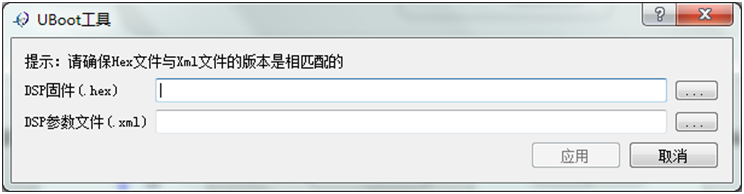 UBoot工具
提示：请确保Hex文件与Xml文件的版本是相匹配的
DSP固件(.hex)
...
DSP参数文件(.xml)
...
应用
取消